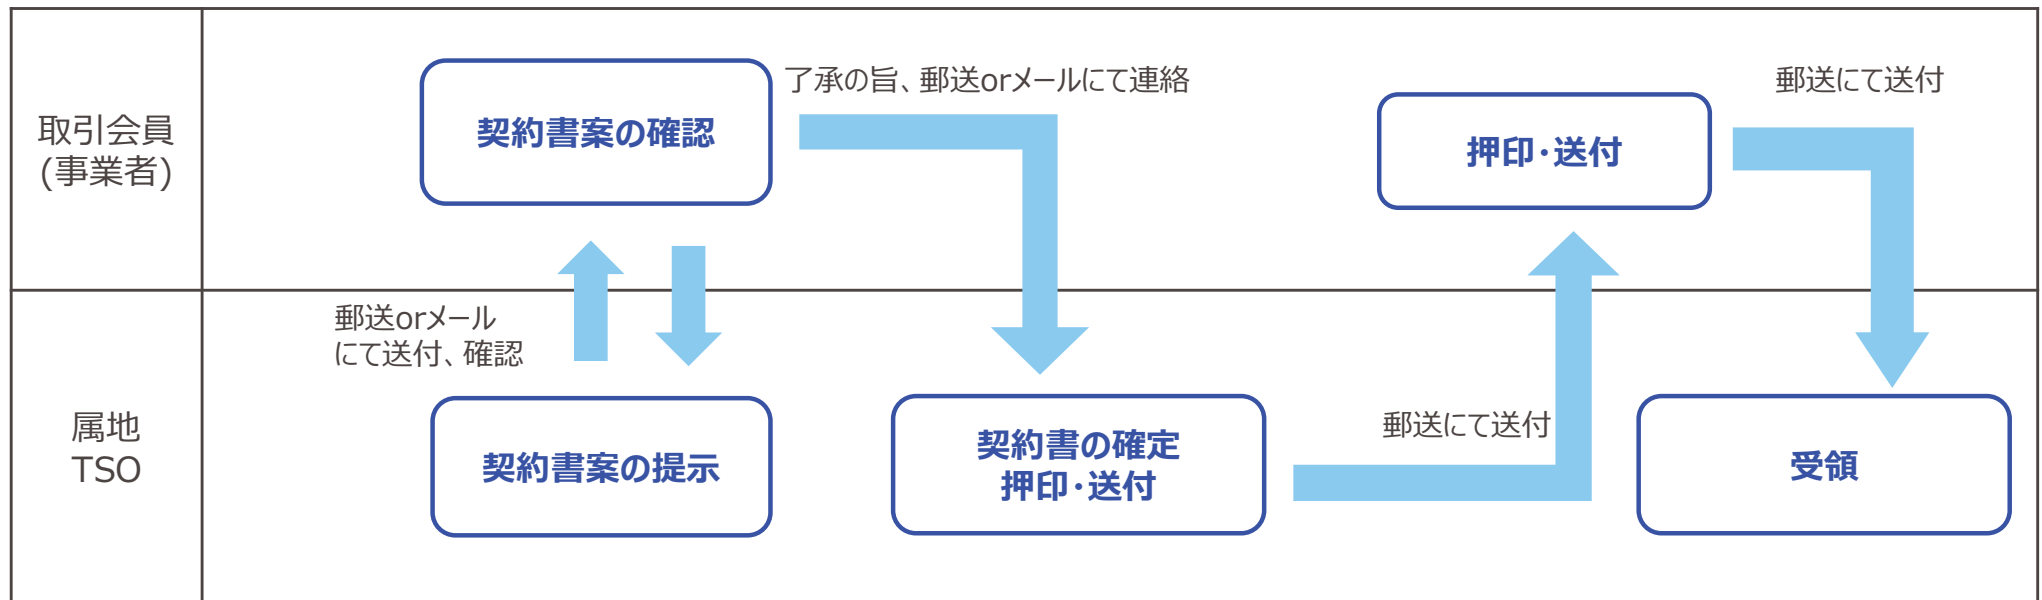 取引会員
(事業者)
契約書案の確認
了承の旨、郵送orメールにて連絡
押印・送付
郵送にて送付
属地
TSO
郵送orメール
にて送付、確認
契約書案の提示
契約書の確定
押印・送付
郵送にて送付
受領